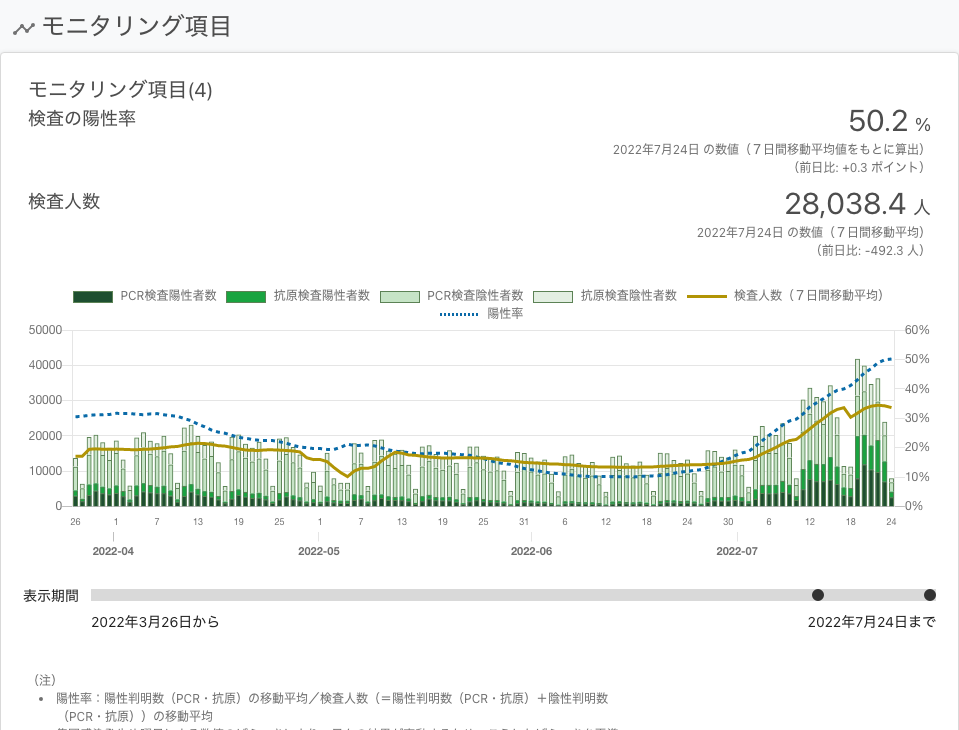 モニタリング項目
モニタリング項目(4)
検査の陽性率
50.2 %
2022年7月24日 の数値（７日間移動平均値をもとに算出）
（前日比: +0.3 ポイント）
検査人数
28,038.4 人
2022年7月24日 の数値（７日間移動平均）
（前日比: -492.3 人）
PCR検査陽性者数 抗原検査陽性者数 PCR検査陰性者数 抗原検査陰性者数 検査人数（７日間移動平均）
陽性率
50000 60%
50%
40000
40%
30000
30%
20000
20%
10000 10%
0 0%
26 1 7 13 19 25 1 7 13 19 25 31 6 12 18 24 30 6 12 18 24
2022-04 2022-05 2022-06 2022-07
表示期間
2022年3月26日から 2022年7月24日まで
（注）
• 陽性率：陽性判明数（PCR・抗原）の移動平均／検査人数（＝陽性判明数（PCR・抗原）＋陰性判明数
（PCR・抗原））の移動平均